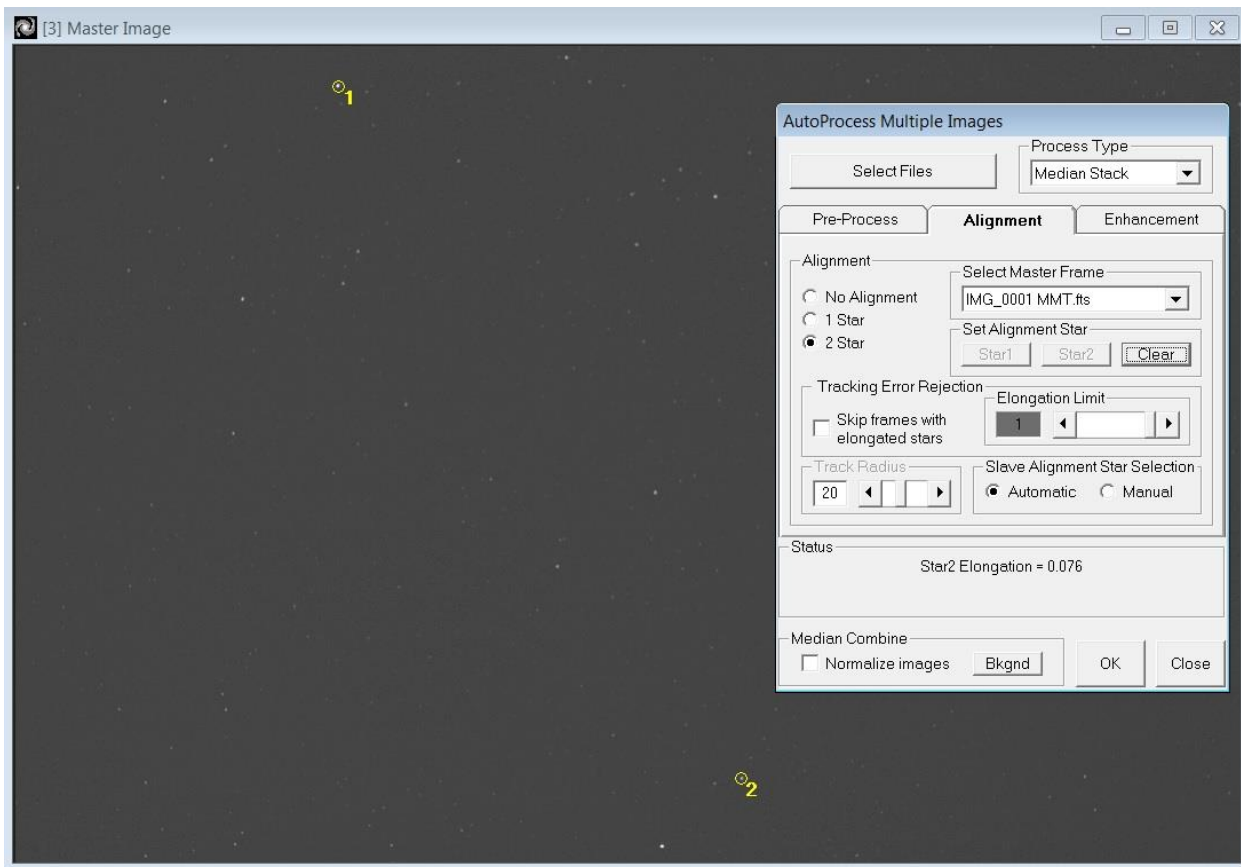 [3] Master Image
1
AutoProcess Multiple Images
Select Files
Process Type
Median Stack
Pre-Process
Alignment
Enhancement
Alignment
No Alignment
1 Star
2 Star
Select Master Frame
IMG_0001 MMT.fts
Set Alignment Star
Star1
Star2
Clear
Tracking Error Rejection
Skip frames with
elongated stars
Elongation Limit
1
Track Radius
20
Slave Alignment Star Selection
Automatic
Manual
Status
Star2 Elongation = 0.076
Median Combine
Normalize images
Bkgnd
OK
Close
2